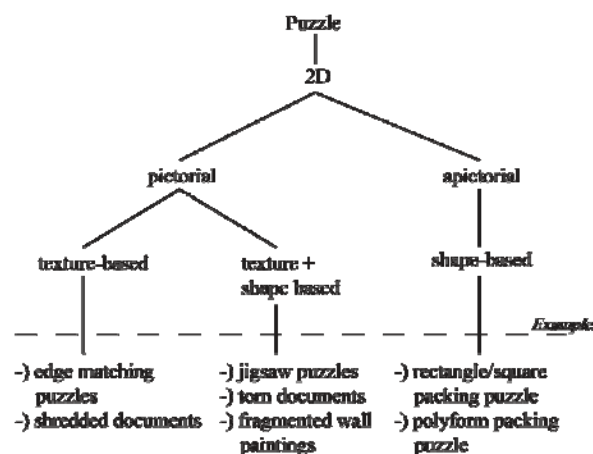 Puzzle
2D
pictorial
apictorial
texture-based
texture +
shape based
shape-based
Example
-) edge matching
puzzles
-) shredded documents
-) jigsaw puzzles
-) torn documents
-) fragmented wall
paintings
-) rectangle/square
packing puzzle
-) polyform packing
puzzle